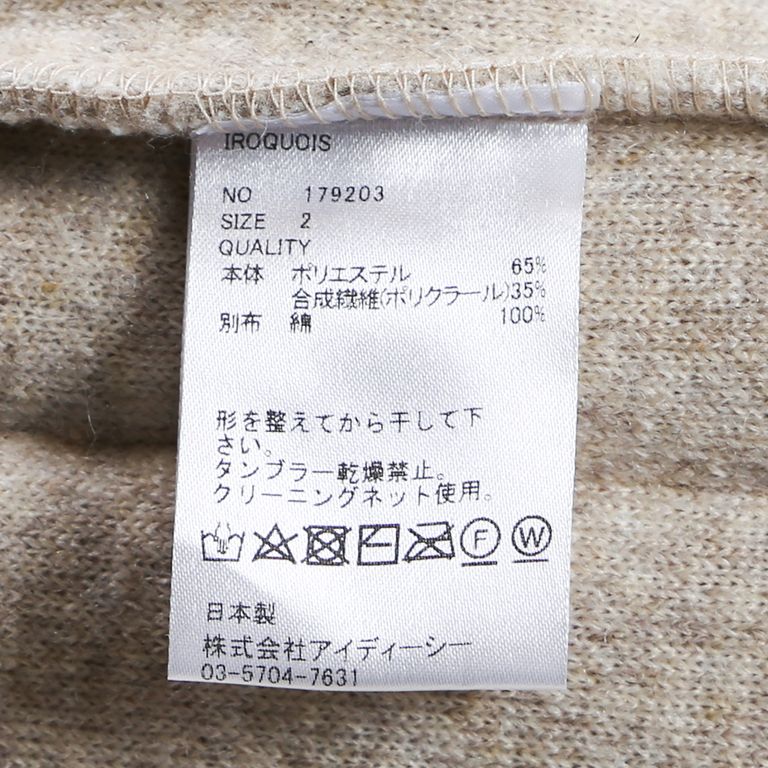 IROQUOIS
NO 179203
SIZE 2
QUALITY
本体 ポリエステル 65%
合成繊維(ポリクラール)35%
別布 綿 100%
形を整えてから干して下
さい。
タンブラー乾燥禁止。
クリーニングネット使用。
F W
日本製
株式会社アイディーシー
03-5704-7631